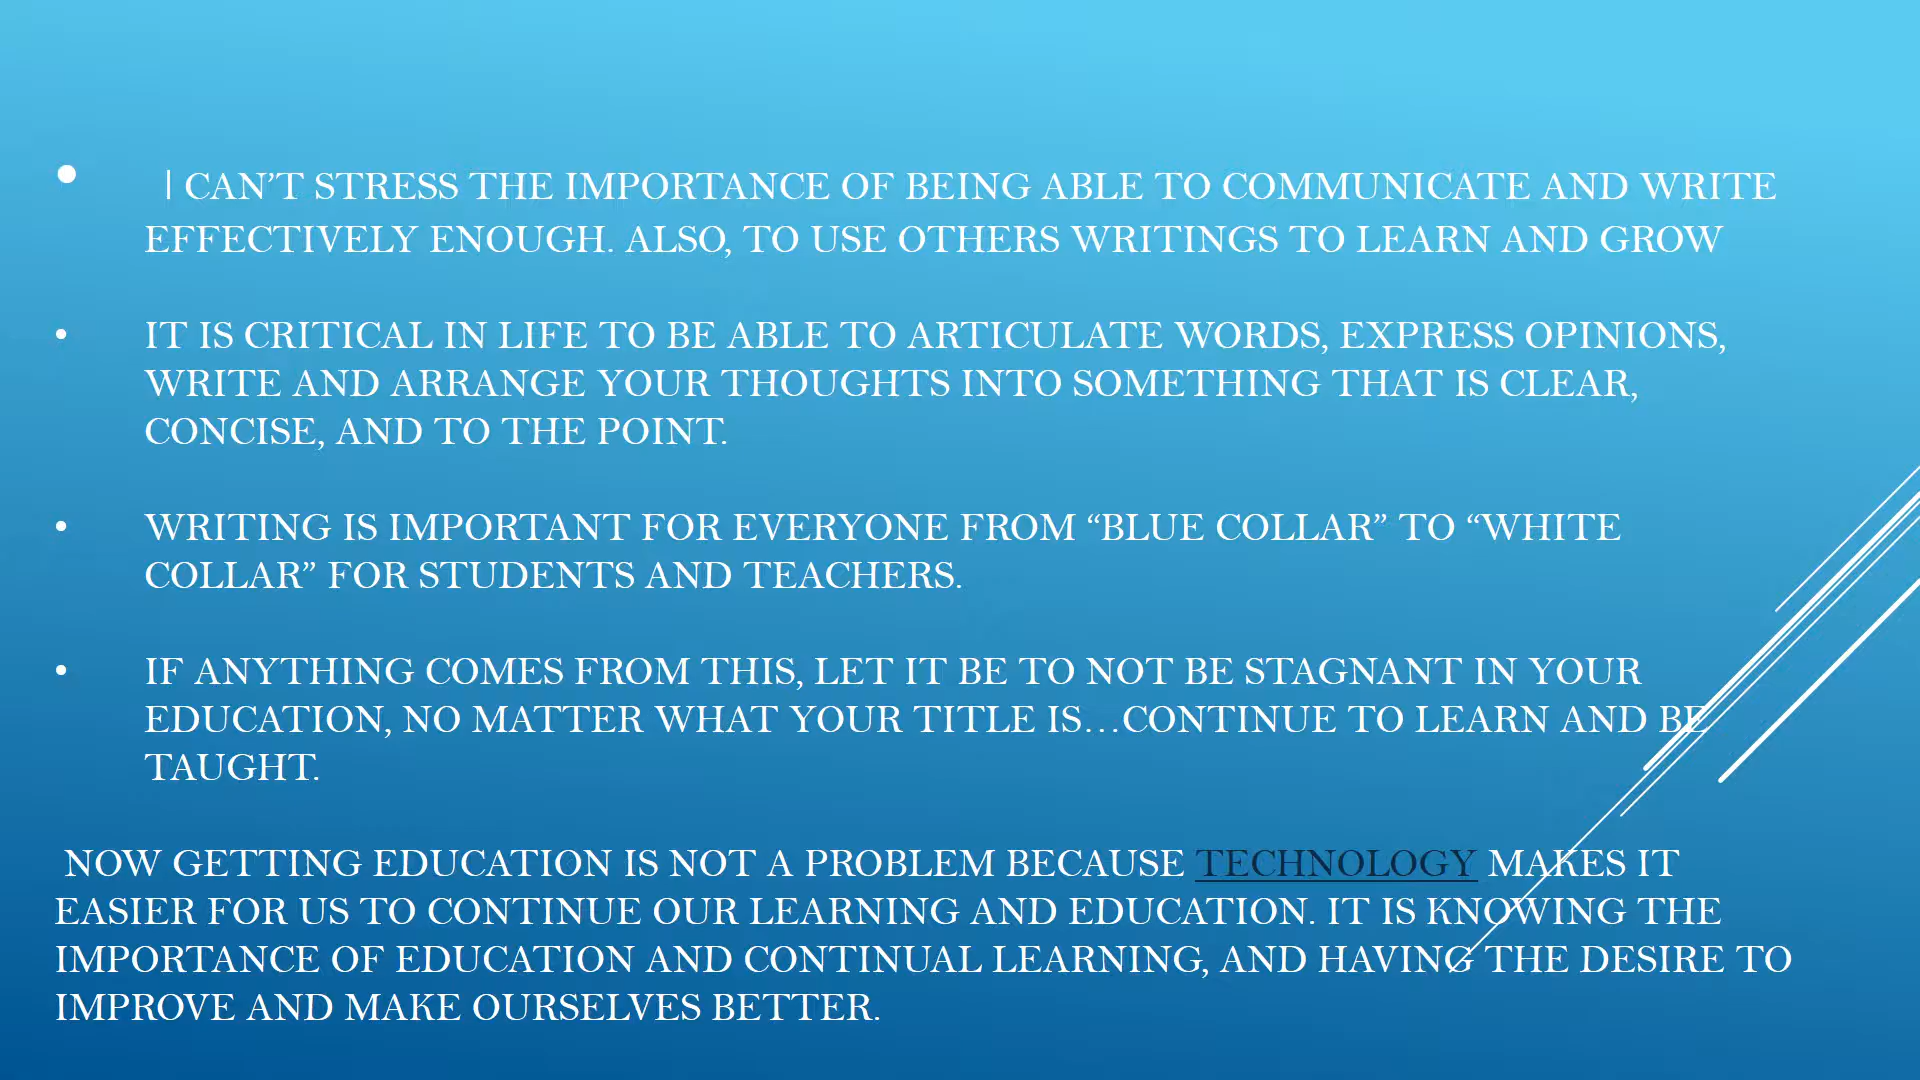 • I CAN’T STRESS THE IMPORTANCE OF BEING ABLE TO COMMUNICATE AND WRITE
EFFECTIVELY ENOUGH. ALSO, TO USE OTHERS WRITINGS TO LEARN AND GROW
• IT IS CRITICAL IN LIFE TO BE ABLE TO ARTICULATE WORDS, EXPRESS OPINIONS,
WRITE AND ARRANGE YOUR THOUGHTS INTO SOMETHING THAT IS CLEAR,
CONCISE, AND TO THE POINT.
• WRITING IS IMPORTANT FOR EVERYONE FROM “BLUE COLLAR” TO “WHITE
COLLAR” FOR STUDENTS AND TEACHERS.
• IF ANYTHING COMES FROM THIS, LET IT BE TO NOT BE STAGNANT IN YOUR
EDUCATION, NO MATTER WHAT YOUR TITLE IS…CONTINUE TO LEARN AND BE
TAUGHT.
NOW GETTING EDUCATION IS NOT A PROBLEM BECAUSE TECHNOLOGY MAKES IT
EASIER FOR US TO CONTINUE OUR LEARNING AND EDUCATION. IT IS KNOWING THE
IMPORTANCE OF EDUCATION AND CONTINUAL LEARNING, AND HAVING THE DESIRE TO
IMPROVE AND MAKE OURSELVES BETTER.